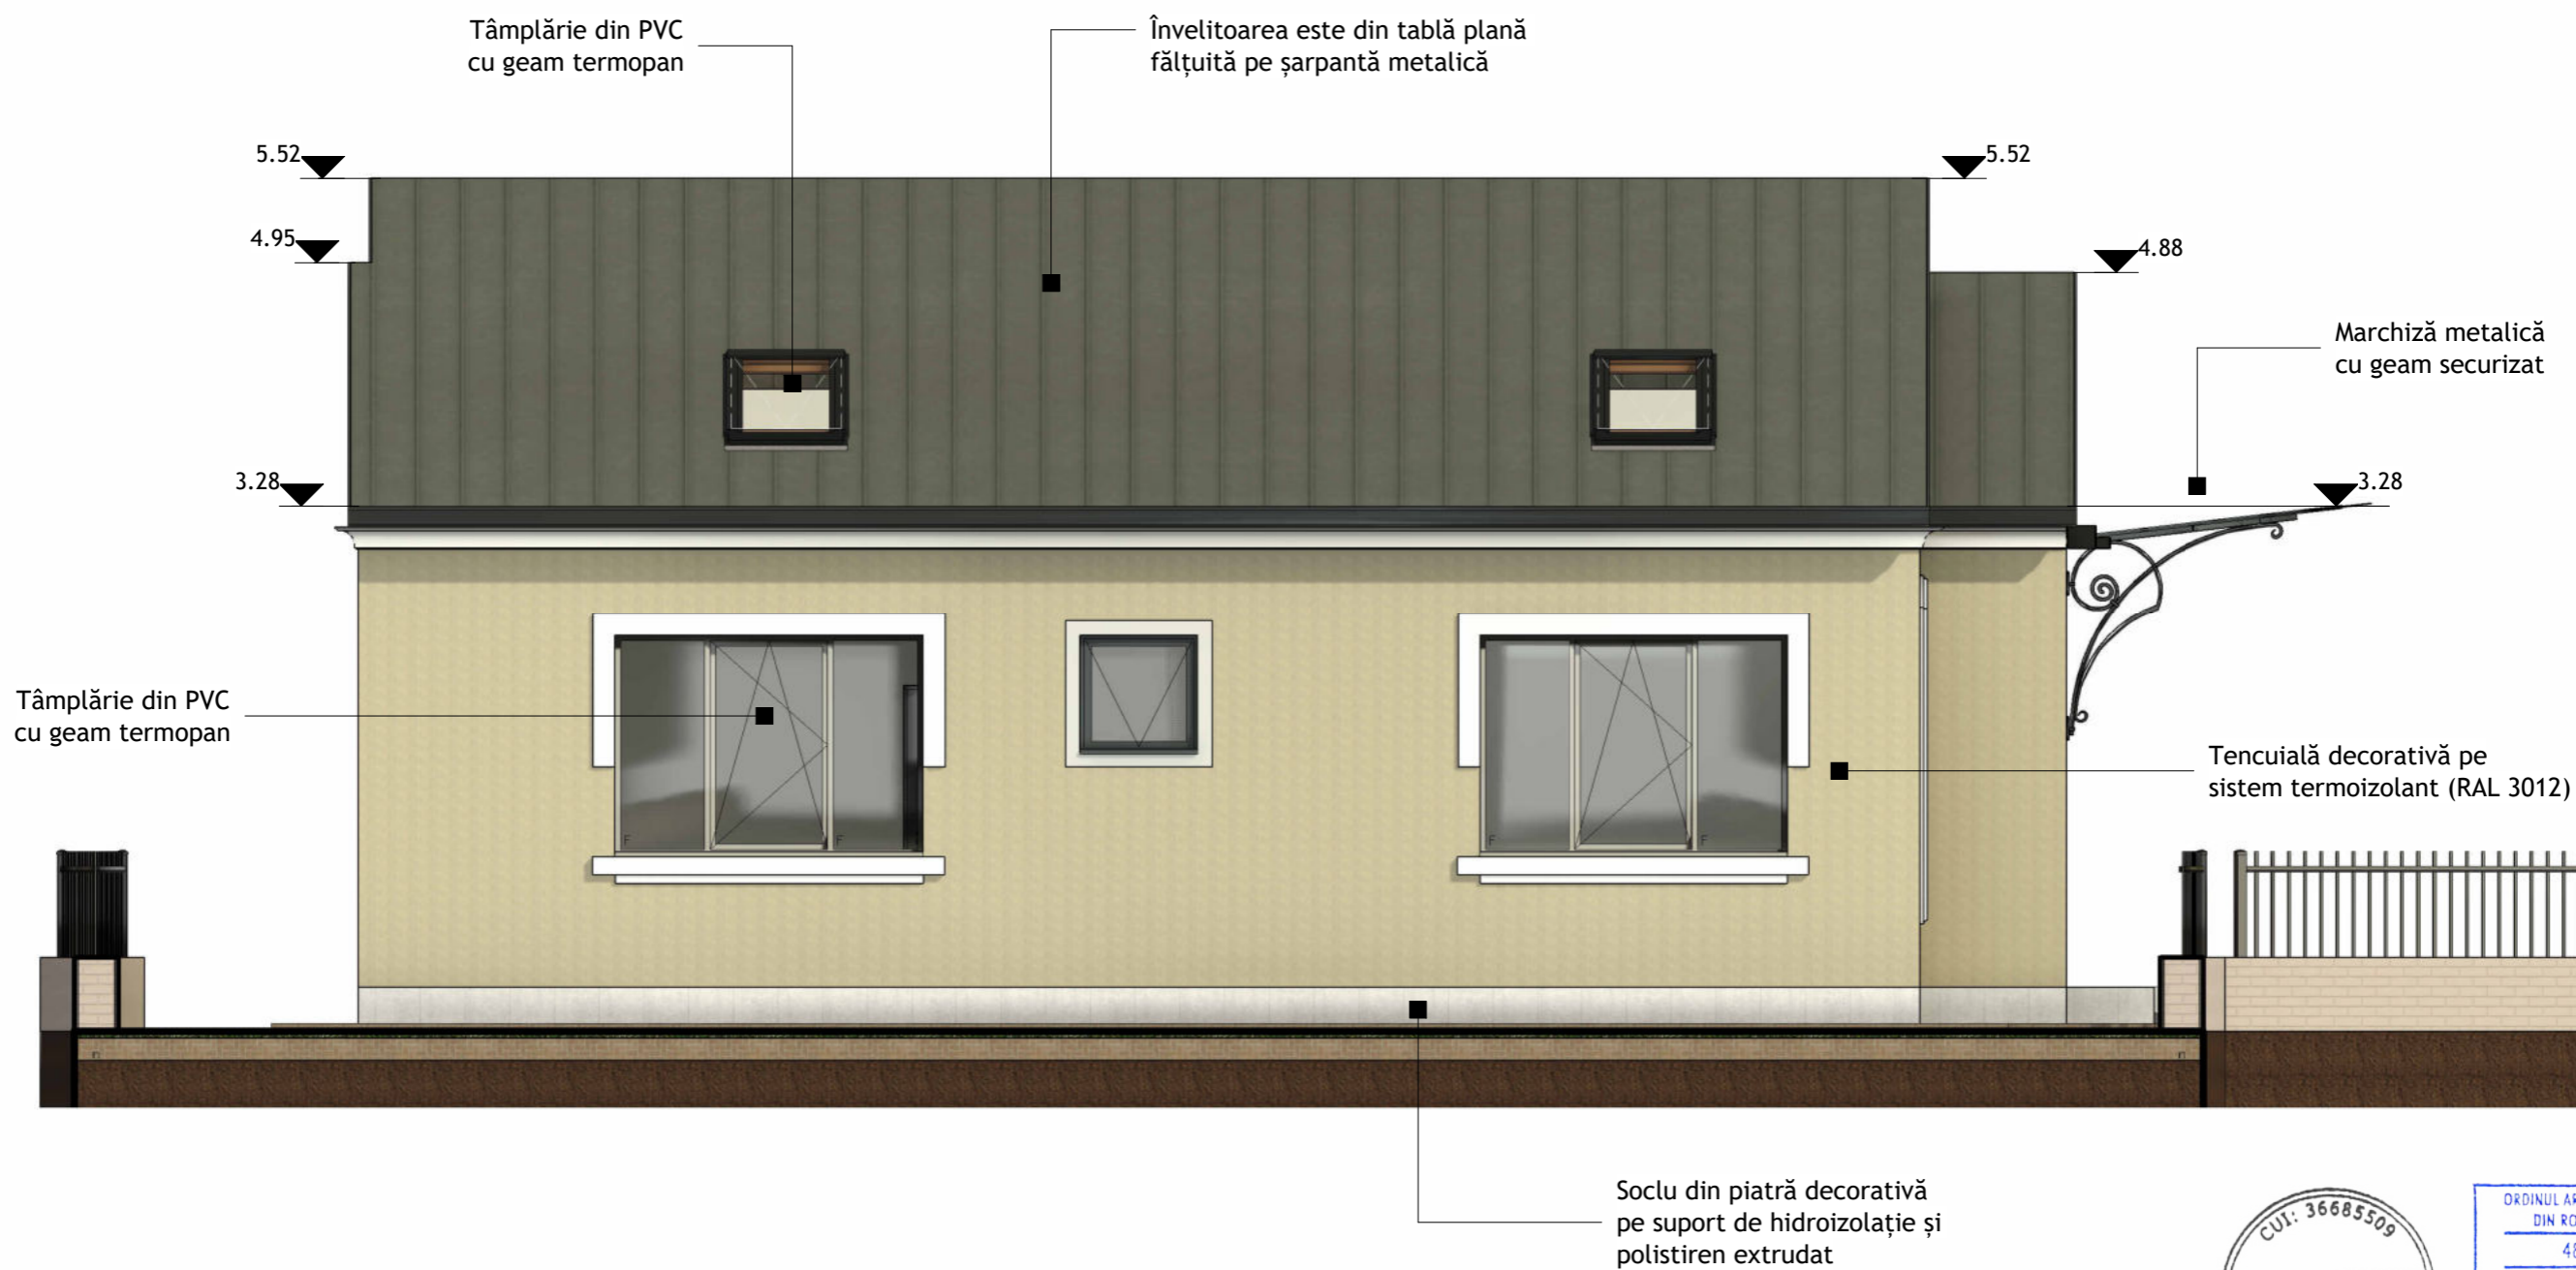 Tâmplărie din PVC
cu geam termopan
Învelitoarea este din tablă plană
fălțuită pe șarpantă metalică
5.52
5.52
4.95
4.88
Marchiză metalică
cu geam securizat
3.28
3.28
Tâmplărie din PVC
cu geam termopan
Tencuială decorativă pe
sistem termoizolant (RAL 3012)
F
F
F
F
Soclu din piatră decorativă
pe suport de hidroizolație și
polistiren extrudat
CUI: 36685509
ORDINUL
DIN